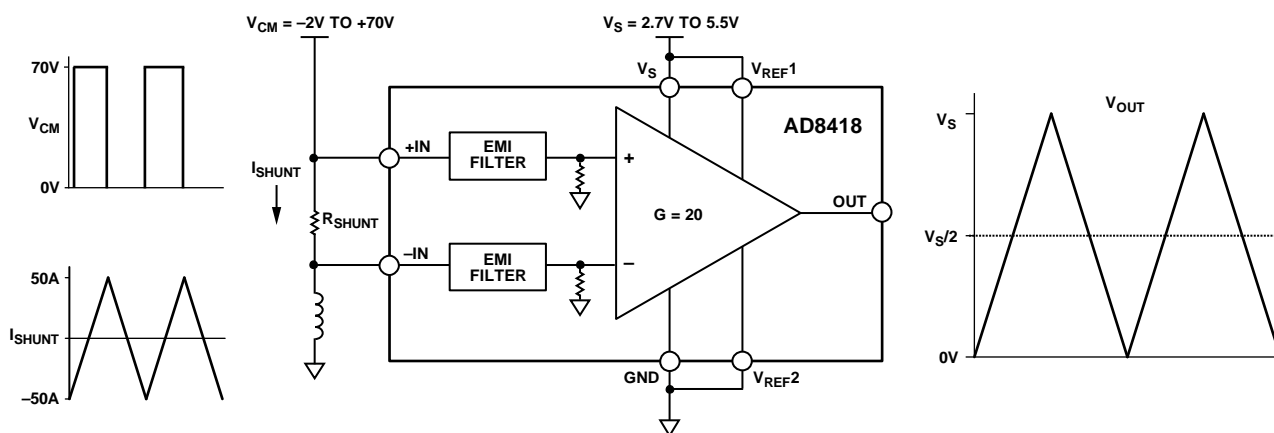 V_CM = –2V TO +70V
V_S = 2.7V TO 5.5V
70V
V_CM
0V
V_S
V_REF1
AD8418
I_SHUNT
+IN
EMI
FILTER
+
R_SHUNT
G = 20
OUT
–IN
EMI
FILTER
–
50A
I_SHUNT
–50A
GND
V_REF2
V_OUT
V_S
V_S/2
0V